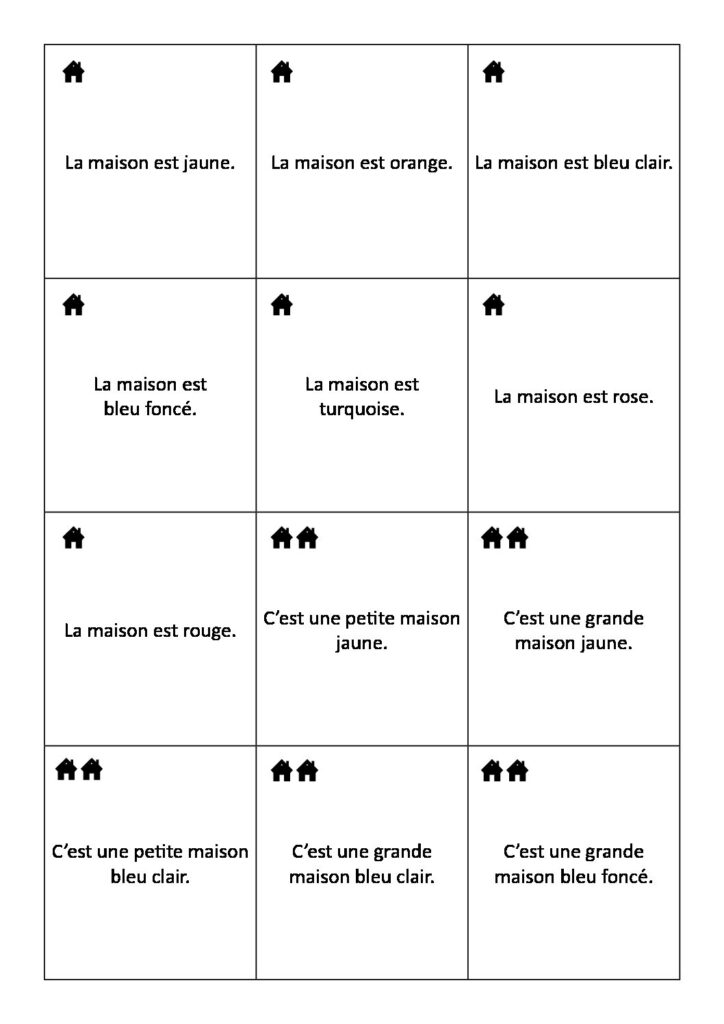 La maison est jaune.
La maison est orange.
La maison est bleu clair.
La maison est
bleu foncé.
La maison est
turquoise.
La maison est rose.
La maison est rouge.
C’est une petite maison
jaune.
C’est une grande
maison jaune.
C’est une petite maison
bleu clair.
C’est une grande
maison bleu clair.
C’est une grande
maison bleu foncé.